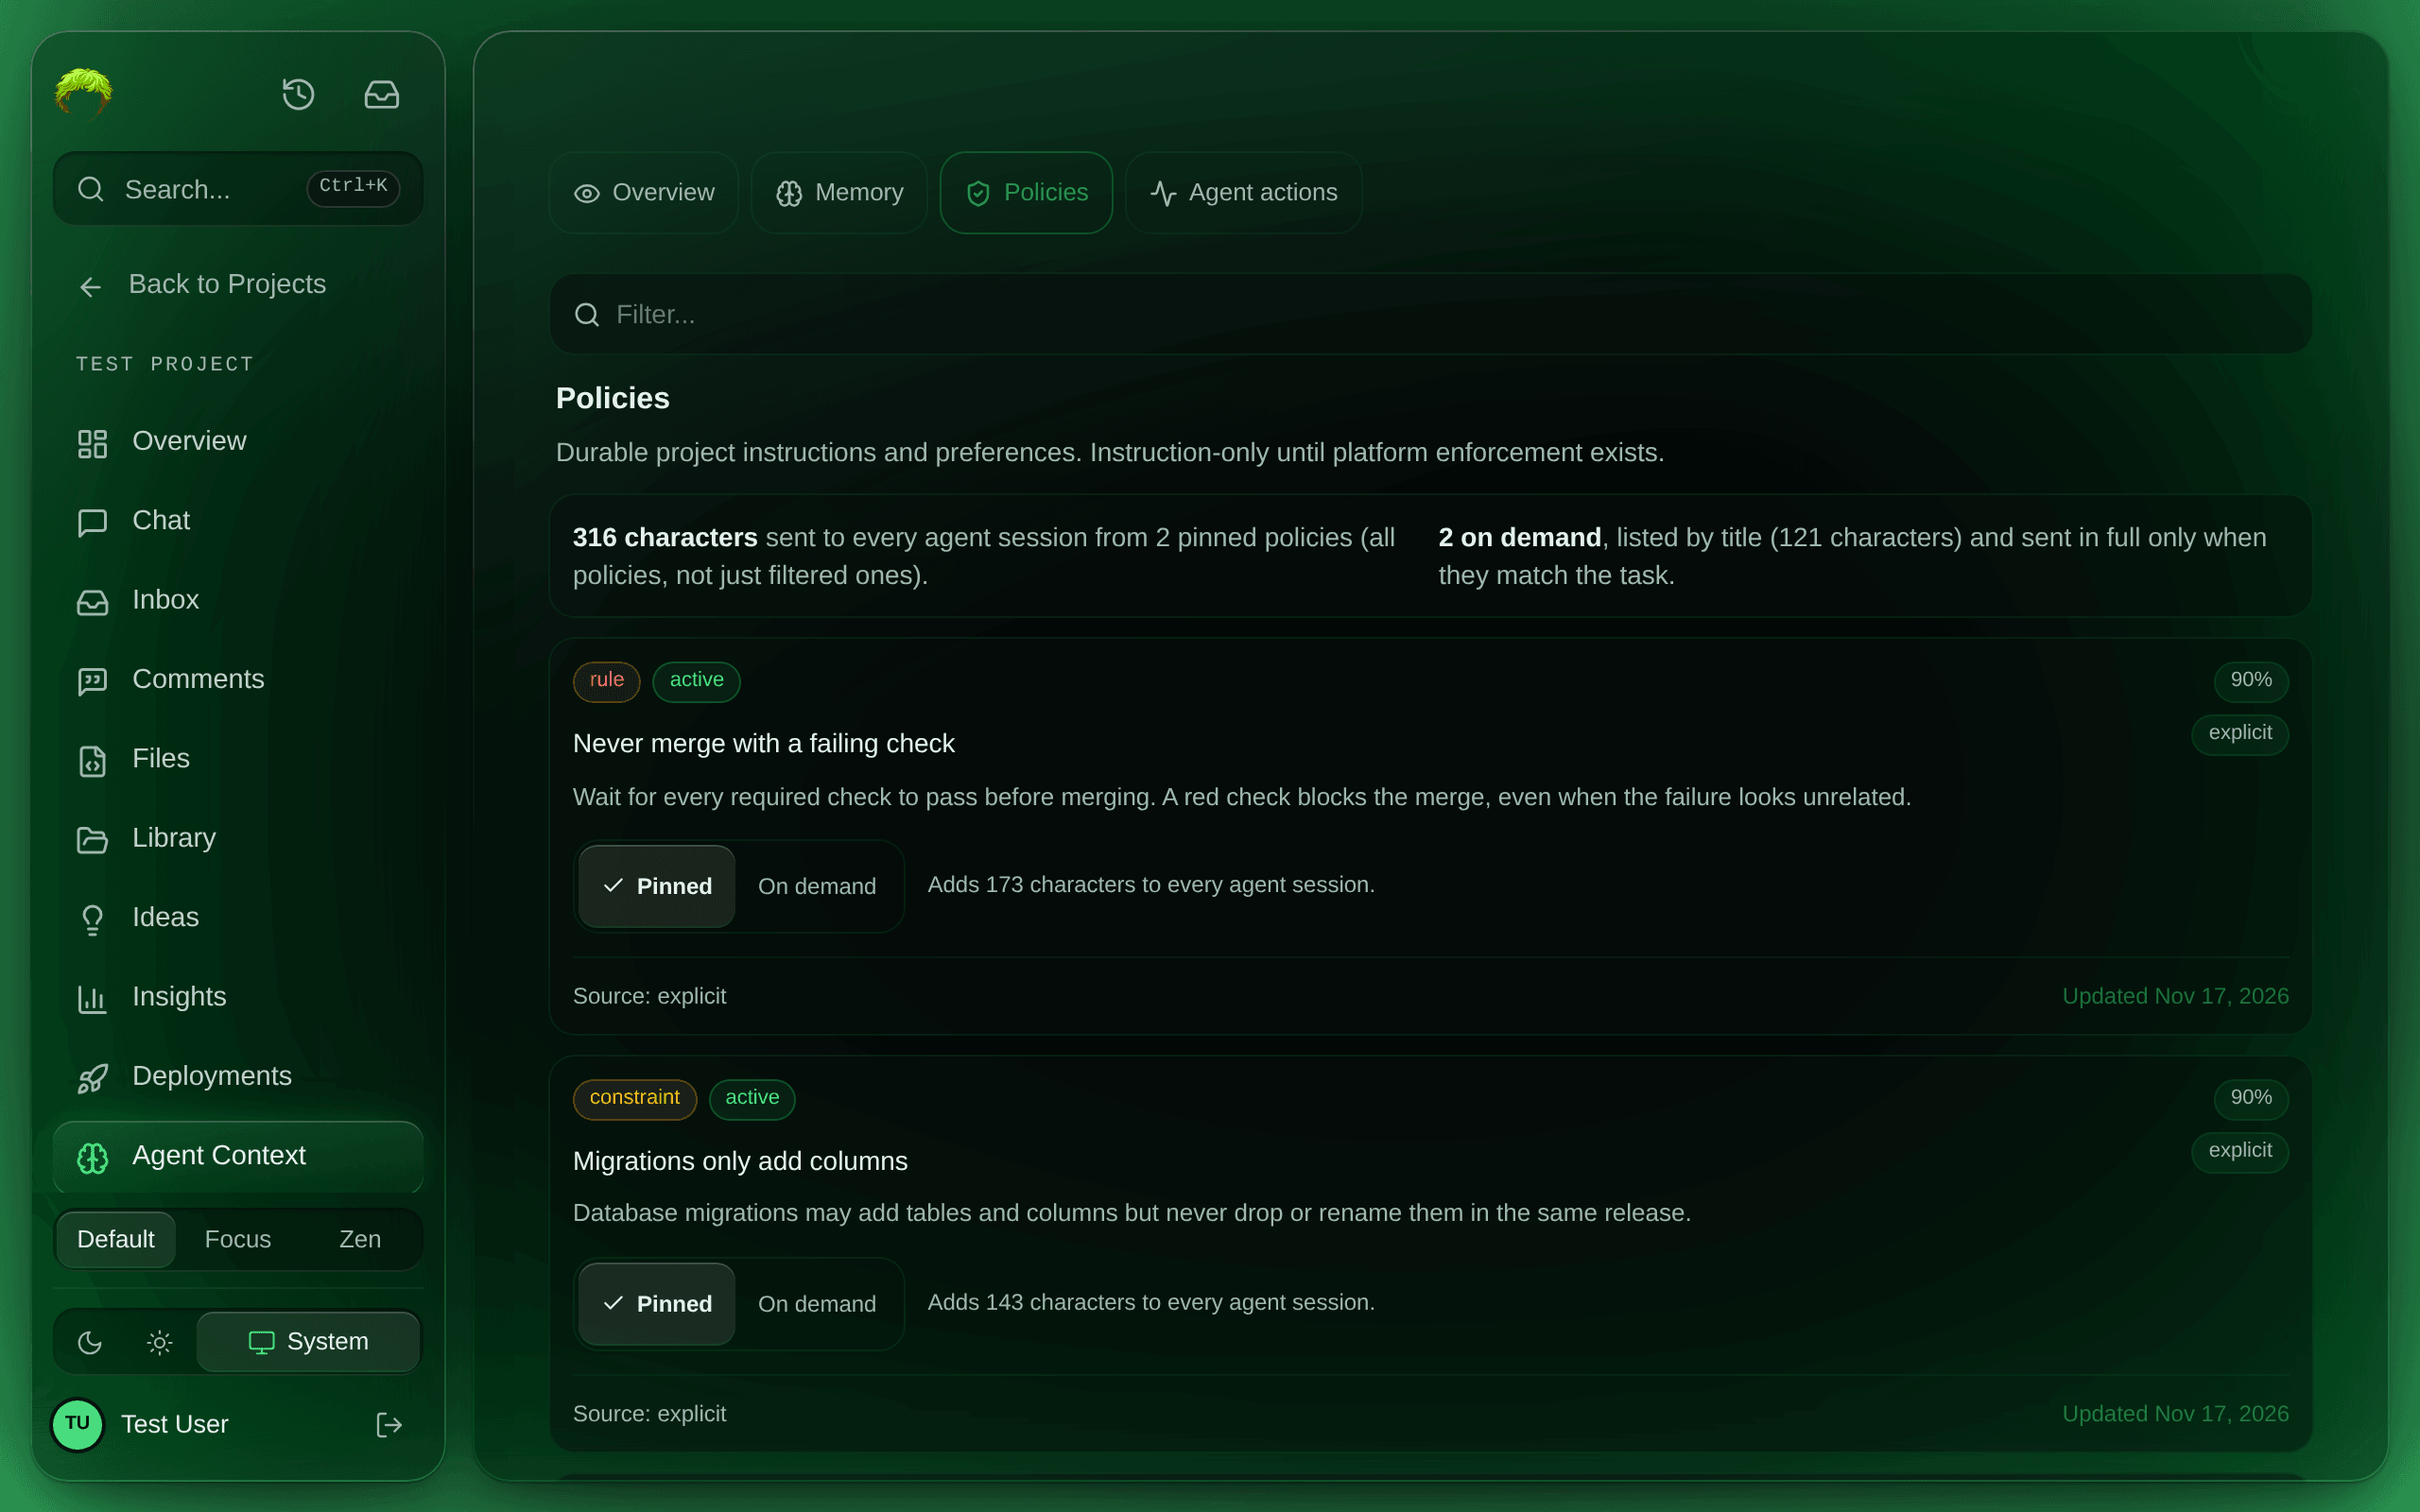 Search...
Ctrl+K
Back to Projects
TEST PROJECT
Overview
Chat
Inbox
Comments
Files
Library
Ideas
Insights
Deployments
Agent Context
Default
Focus
Zen
System
TU
Test User
Overview
Memory
Policies
Agent actions
Filter...
Policies
Durable project instructions and preferences. Instruction-only until platform enforcement exists.
316 characters sent to every agent session from 2 pinned policies (all
policies, not just filtered ones).
2 on demand, listed by title (121 characters) and sent in full only when
they match the task.
rule
active
90%
explicit
Never merge with a failing check
Wait for every required check to pass before merging. A red check blocks the merge, even when the failure looks unrelated.
Pinned
On demand
Adds 173 characters to every agent session.
Source: explicit
Updated Nov 17, 2026
constraint
active
90%
explicit
Migrations only add columns
Database migrations may add tables and columns but never drop or rename them in the same release.
Pinned
On demand
Adds 143 characters to every agent session.
Source: explicit
Updated Nov 17, 2026